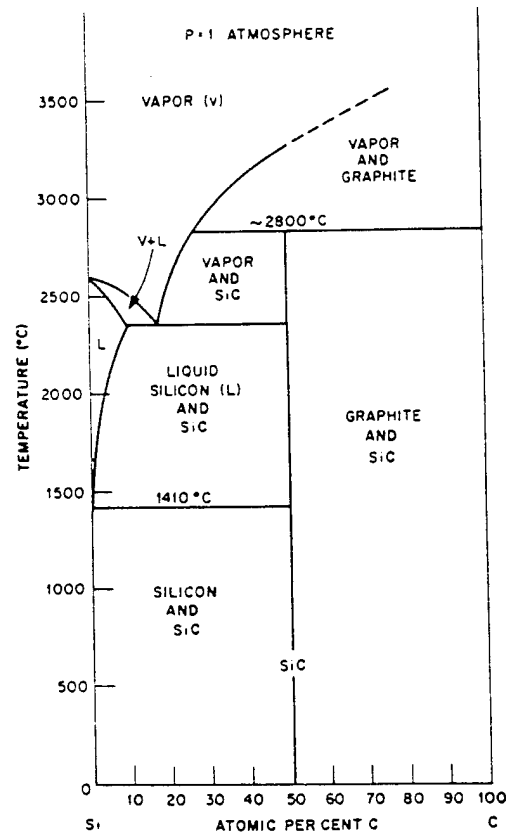 P=1 ATMOSPHERE
3500
VAPOR (V)
VAPOR
AND
GRAPHITE
3000
~2800°C
V+L
VAPOR
AND
SiC
2500
L
LIQUID
SILICON (L)
AND
SiC
2000
GRAPHITE
AND
SiC
TEMPERATURE (°C)
1500
1410°C
1000
SILICON
AND
SiC
SiC
500
0
0 10 20 30 40 50 60 70 80 90 100
Si ATOMIC PER CENT C C